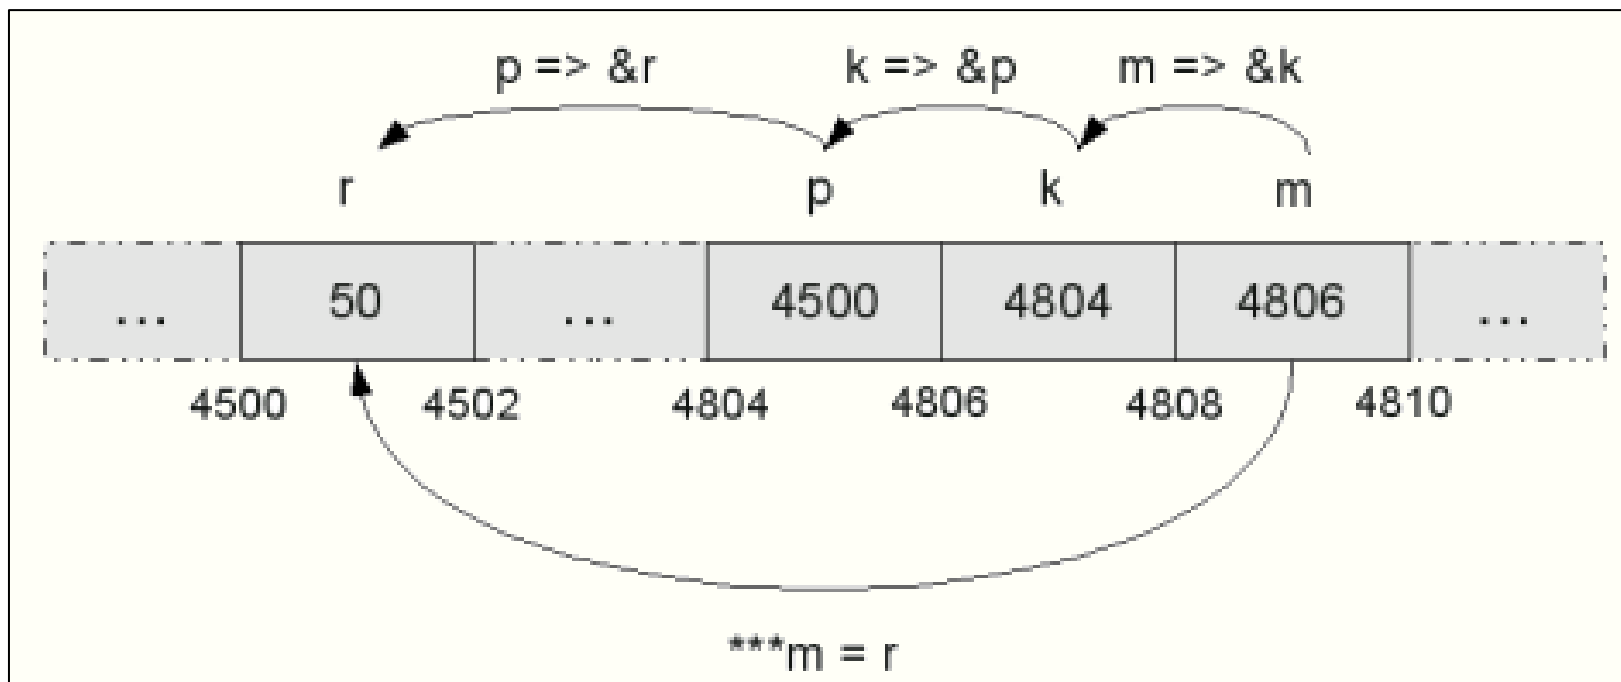 p => &r k => &p m => &k
r p k m
... 50 ... 4500 4804 4806 ...
4500 4502 4804 4806 4808 4810
***m = r